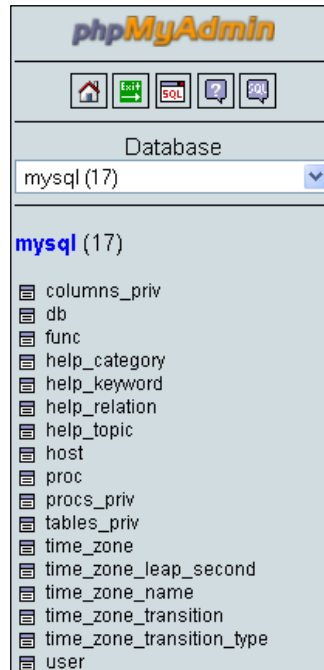 phpMyAdmin
Exit SQL ? SQL
Database
mysql (17)
mysql (17)
columns_priv
db
func
help_category
help_keyword
help_relation
help_topic
host
proc
procs_priv
tables_priv
time_zone
time_zone_leap_second
time_zone_name
time_zone_transition
time_zone_transition_type
user